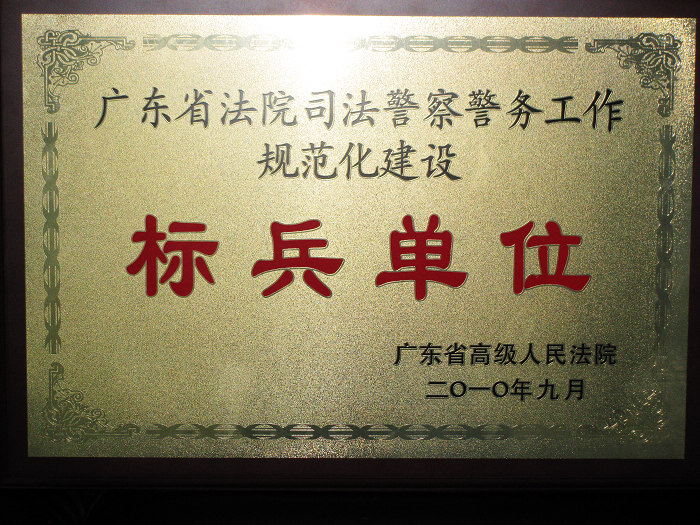 广东省法院司法警察警务工作
规范化建设
标兵单位
广东省高级人民法院
二〇一〇年九月